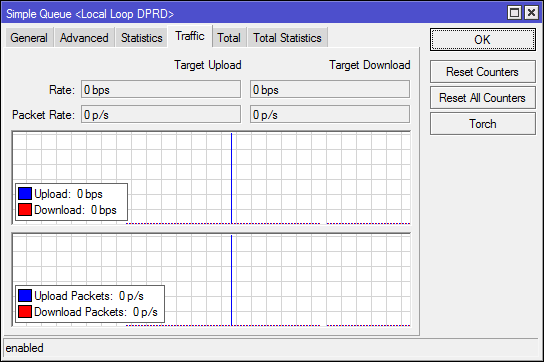 Simple Queue <Local Loop DPRD>
General Advanced Statistics Traffic Total Total Statistics
OK
Reset Counters
Reset All Counters
Torch
Target Upload Target Download
Rate: 0 bps 0 bps
Packet Rate: 0 p/s 0 p/s
Upload: 0 bps
Download: 0 bps
Upload Packets: 0 p/s
Download Packets: 0 p/s
enabled